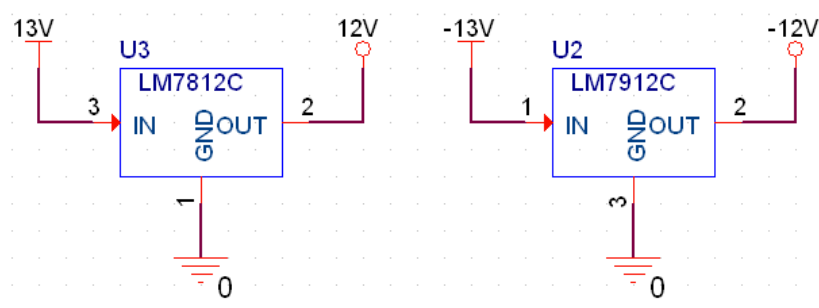 13V
12V
U3
LM7812C
3
IN
GND
OUT
2
1
0
-13V
-12V
U2
LM7912C
1
IN
GND
OUT
2
3
0